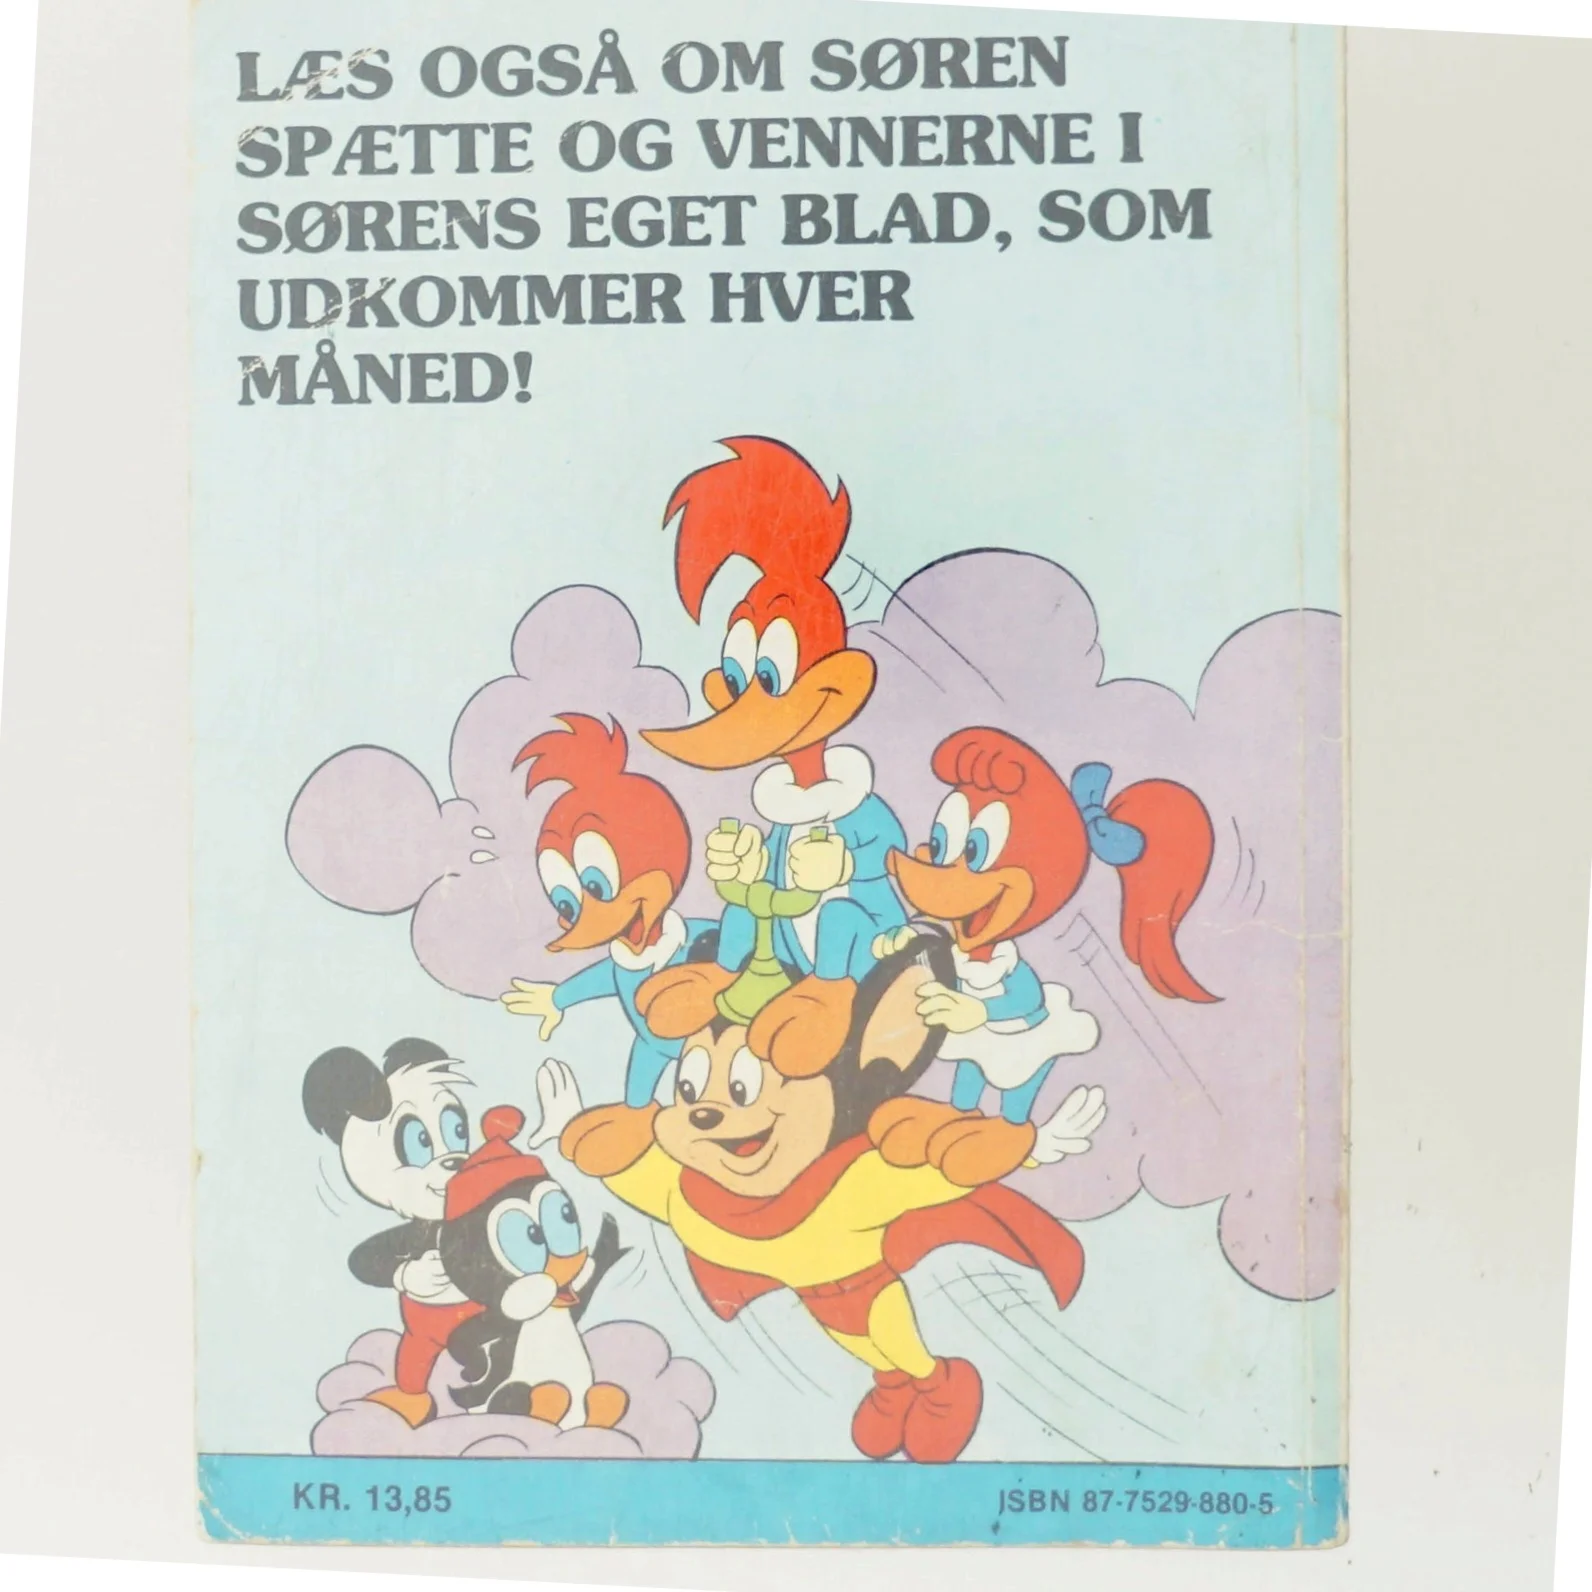 LÆS OGSÅ OM SØREN
SPÆTTE OG VENNERNE I
SØRENS EGET BLAD, SOM
UDKOMMER HVER
MÅNED!
KR. 13,85
ISBN 87-7529-880-5